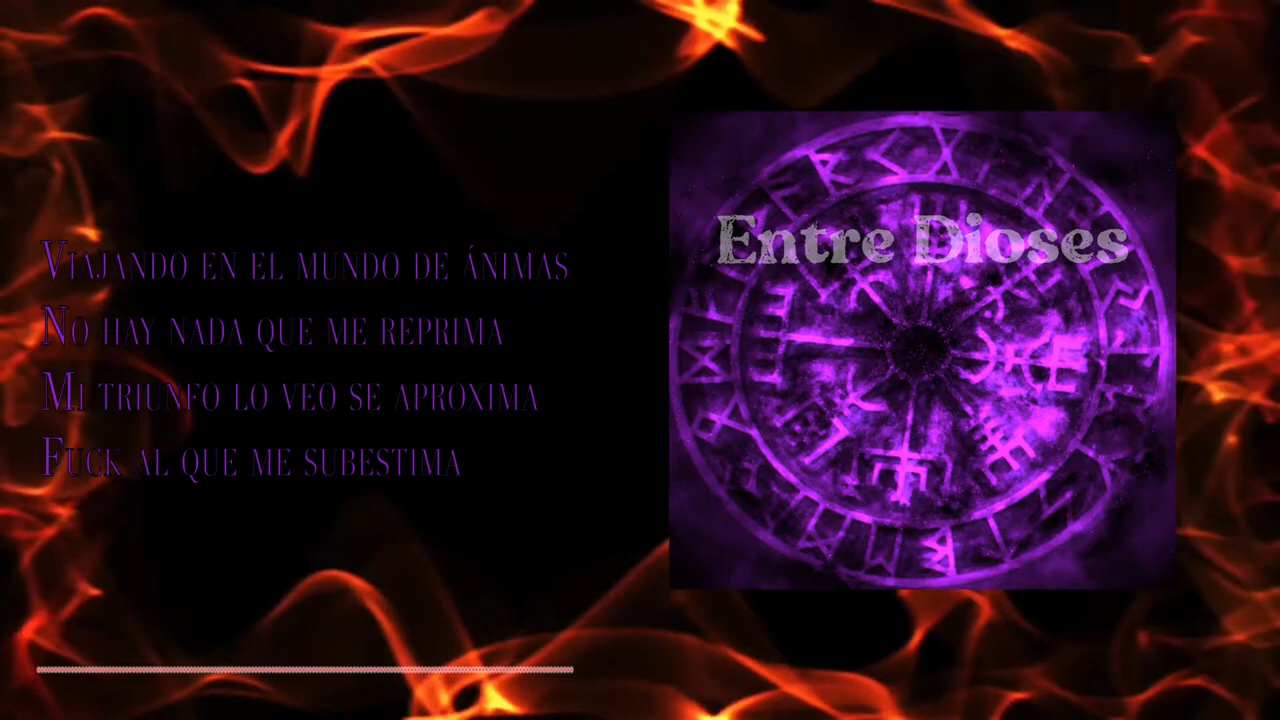 Viajando en el mundo de ánimas
No hay nada que me reprima
Mi triunfo lo veo se aproxima
Fuck al que me subestima
Entre Dioses